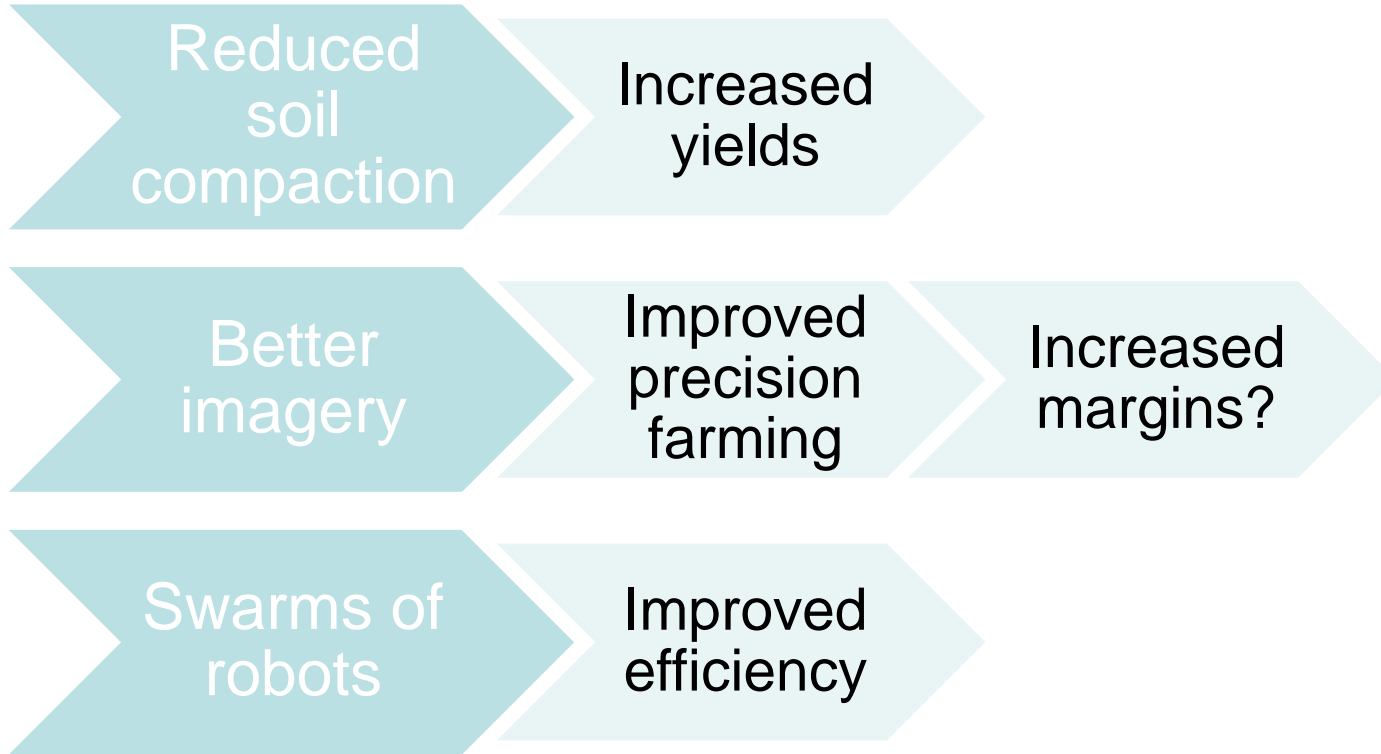 Reduced
soil
compaction
Increased
yields
Better
imagery
Improved
precision
farming
Increased
margins?
Swarms of
robots
Improved
efficiency